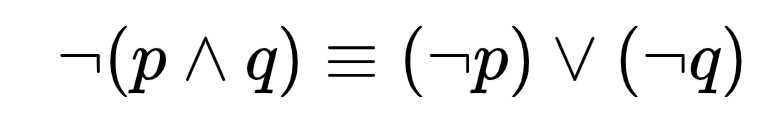 ¬(p ∧ q) ≡ (¬p) ∨ (¬q)